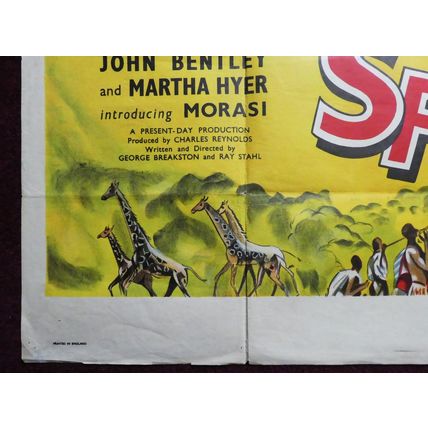 JOHN BENTLEY
and MARTHA HYER
introducing MORASI
A PRESENT-DAY PRODUCTION
Produced by CHARLES REYNOLDS
Written and Directed by
GEORGE BREAKSTON and RAY STAHL
SP
PRINTED IN ENGLAND